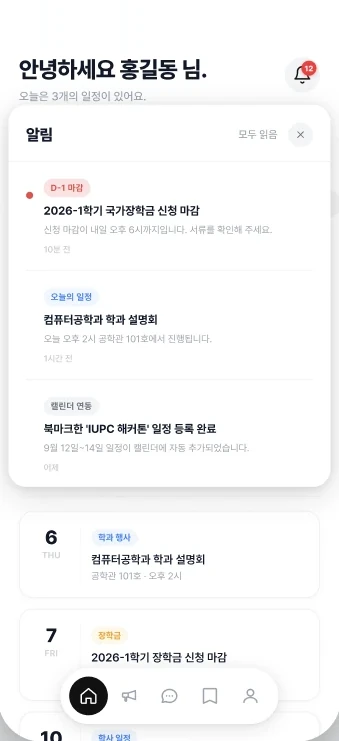 안녕하세요 홍길동 님.
12
오늘은 3개의 일정이 있어요.
알림
모두 읽음
D-1 마감
2026-1학기 국가장학금 신청 마감
신청 마감이 내일 오후 6시까지입니다. 서류를 확인해 주세요.
10분 전
오늘의 일정
컴퓨터공학과 학과 설명회
오늘 오후 2시 공학관 101호에서 진행됩니다.
1시간 전
캘린더 연동
북마크한 'IUPC 해커톤' 일정 등록 완료
9월 12일~14일 일정이 캘린더에 자동 추가되었습니다.
어제
6
THU
학과 행사
컴퓨터공학과 학과 설명회
공학관 101호 · 오후 2시
7
FRI
장학금
2026-1학기 장학금 신청 마감
10
학사 일정